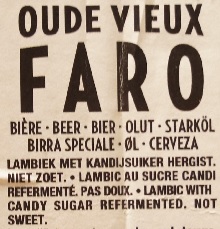 OUDE VIEUX
FARO
BIÈRE · BEER · BIER · OLUT · STARKÖL
BIRRA SPECIALE · ØL · CERVEZA
LAMBIEK MET KANDIJSUIKER HERGIST.
NIET ZOET. • LAMBIC AU SUCRE CANDI
REFERMENTÉ. PAS DOUX. • LAMBIC WITH
CANDY SUGAR REFERMENTED. NOT
SWEET.